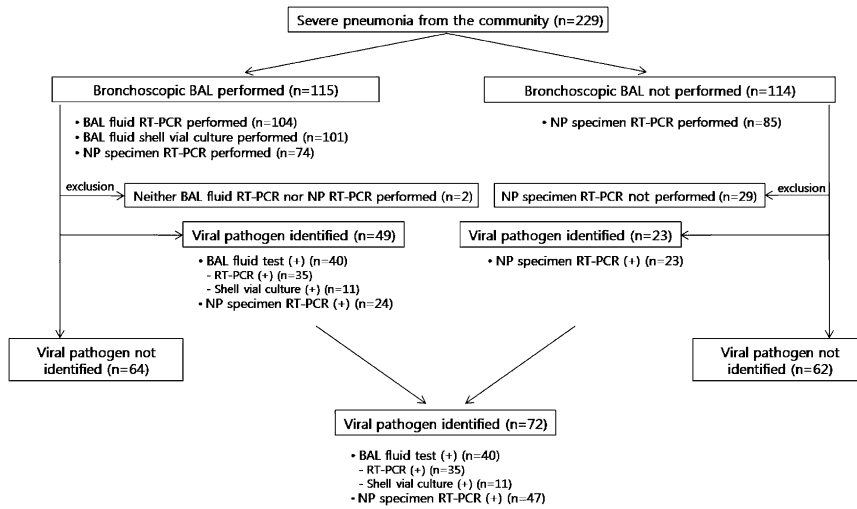 Severe pneumonia from the community (n=229)
Bronchoscopic BAL performed (n=115)
Bronchoscopic BAL not performed (n=114)
• BAL fluid RT-PCR performed (n=104)
• BAL fluid shell vial culture performed (n=101)
• NP specimen RT-PCR performed (n=74)
• NP specimen RT-PCR performed (n=85)
exclusion
Neither BAL fluid RT-PCR nor NP RT-PCR performed (n=2)
NP specimen RT-PCR not performed (n=29)
exclusion
Viral pathogen identified (n=49)
• BAL fluid test (+) (n=40)
- RT-PCR (+) (n=35)
- Shell vial culture (+) (n=11)
• NP specimen RT-PCR (+) (n=24)
Viral pathogen identified (n=23)
• NP specimen RT-PCR (+) (n=23)
Viral pathogen not
identified (n=64)
Viral pathogen not
identified (n=62)
Viral pathogen identified (n=72)
• BAL fluid test (+) (n=40)
- RT-PCR (+) (n=35)
- Shell vial culture (+) (n=11)
• NP specimen RT-PCR (+) (n=47)